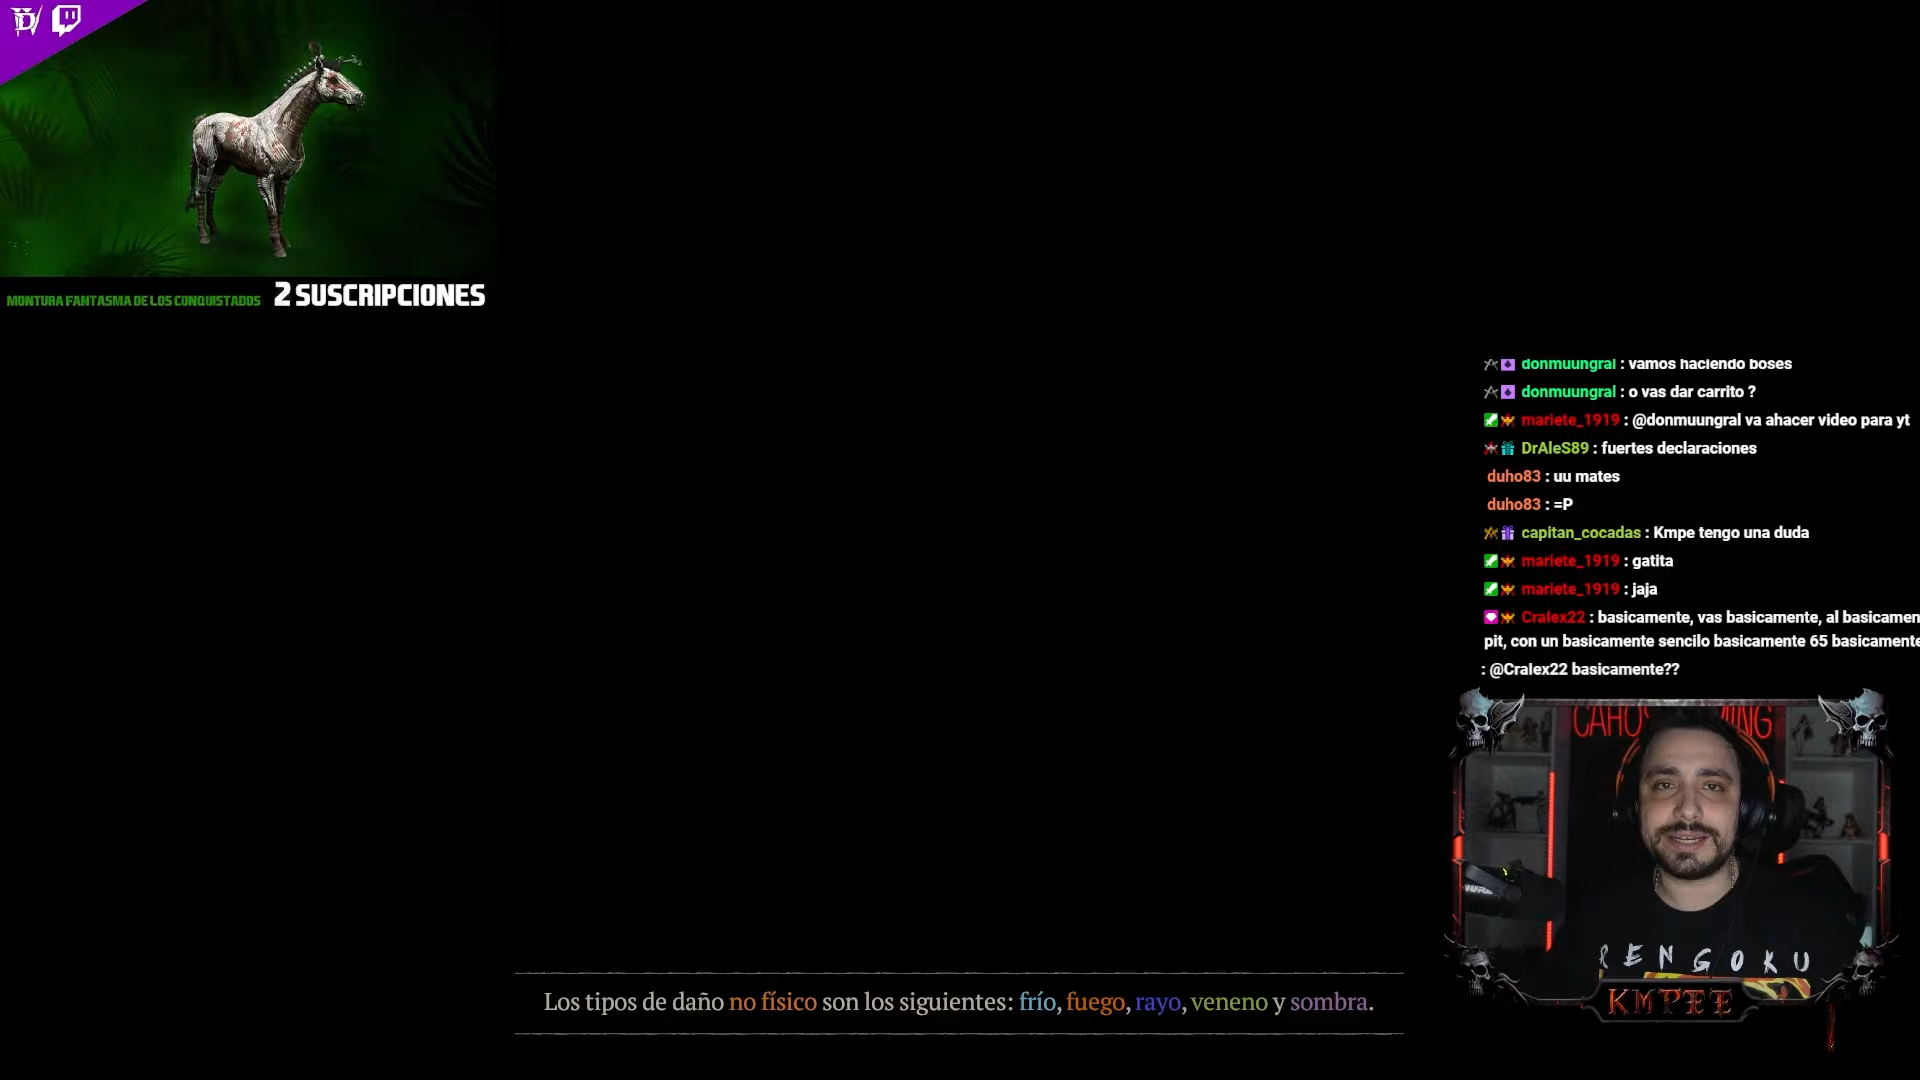 MONTURA FANTASMA DE LOS CONQUISTADOS 2 SUSCRIPCIONES
donmuungral : vamos haciendo boses
donmuungral : o vas dar carrito ?
mariete_1919 : @donmuungral va ahacer video para yt
DrAleS89 : fuertes declaraciones
duho83 : uu mates
duho83 : =P
capitan_cocadas : Kmpe tengo una duda
mariete_1919 : gatita
mariete_1919 : jaja
Cralex22 : basicamente, vas basicamente, al basicamen
pit, con un basicamente sencilo basicamente 65 basicamente
: @Cralex22 basicamente??
RENGOKU
KMPEE
Los tipos de daño no físico son los siguientes: frío, fuego, rayo, veneno y sombra.